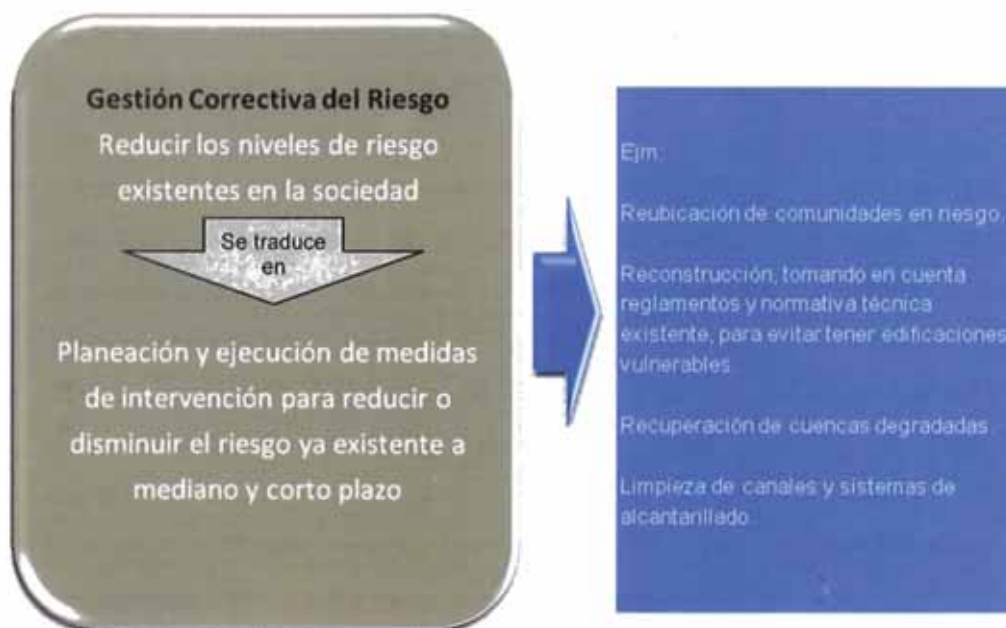 Gestión Correctiva del Riesgo
Reducir los niveles de riesgo
existentes en la sociedad
Se traduce
en
Planeación y ejecución de medidas
de intervención para reducir o
disminuir el riesgo ya existente a
mediano y corto plazo
Ejm:
Reubicación de comunidades en riesgo.
Reconstrucción, tomando en cuenta
reglamentos y normativa técnica
existente, para evitar tener edificaciones
vulnerables.
Recuperación de cuencas degradadas.
Limpieza de canales y sistemas de
alcantarillado.